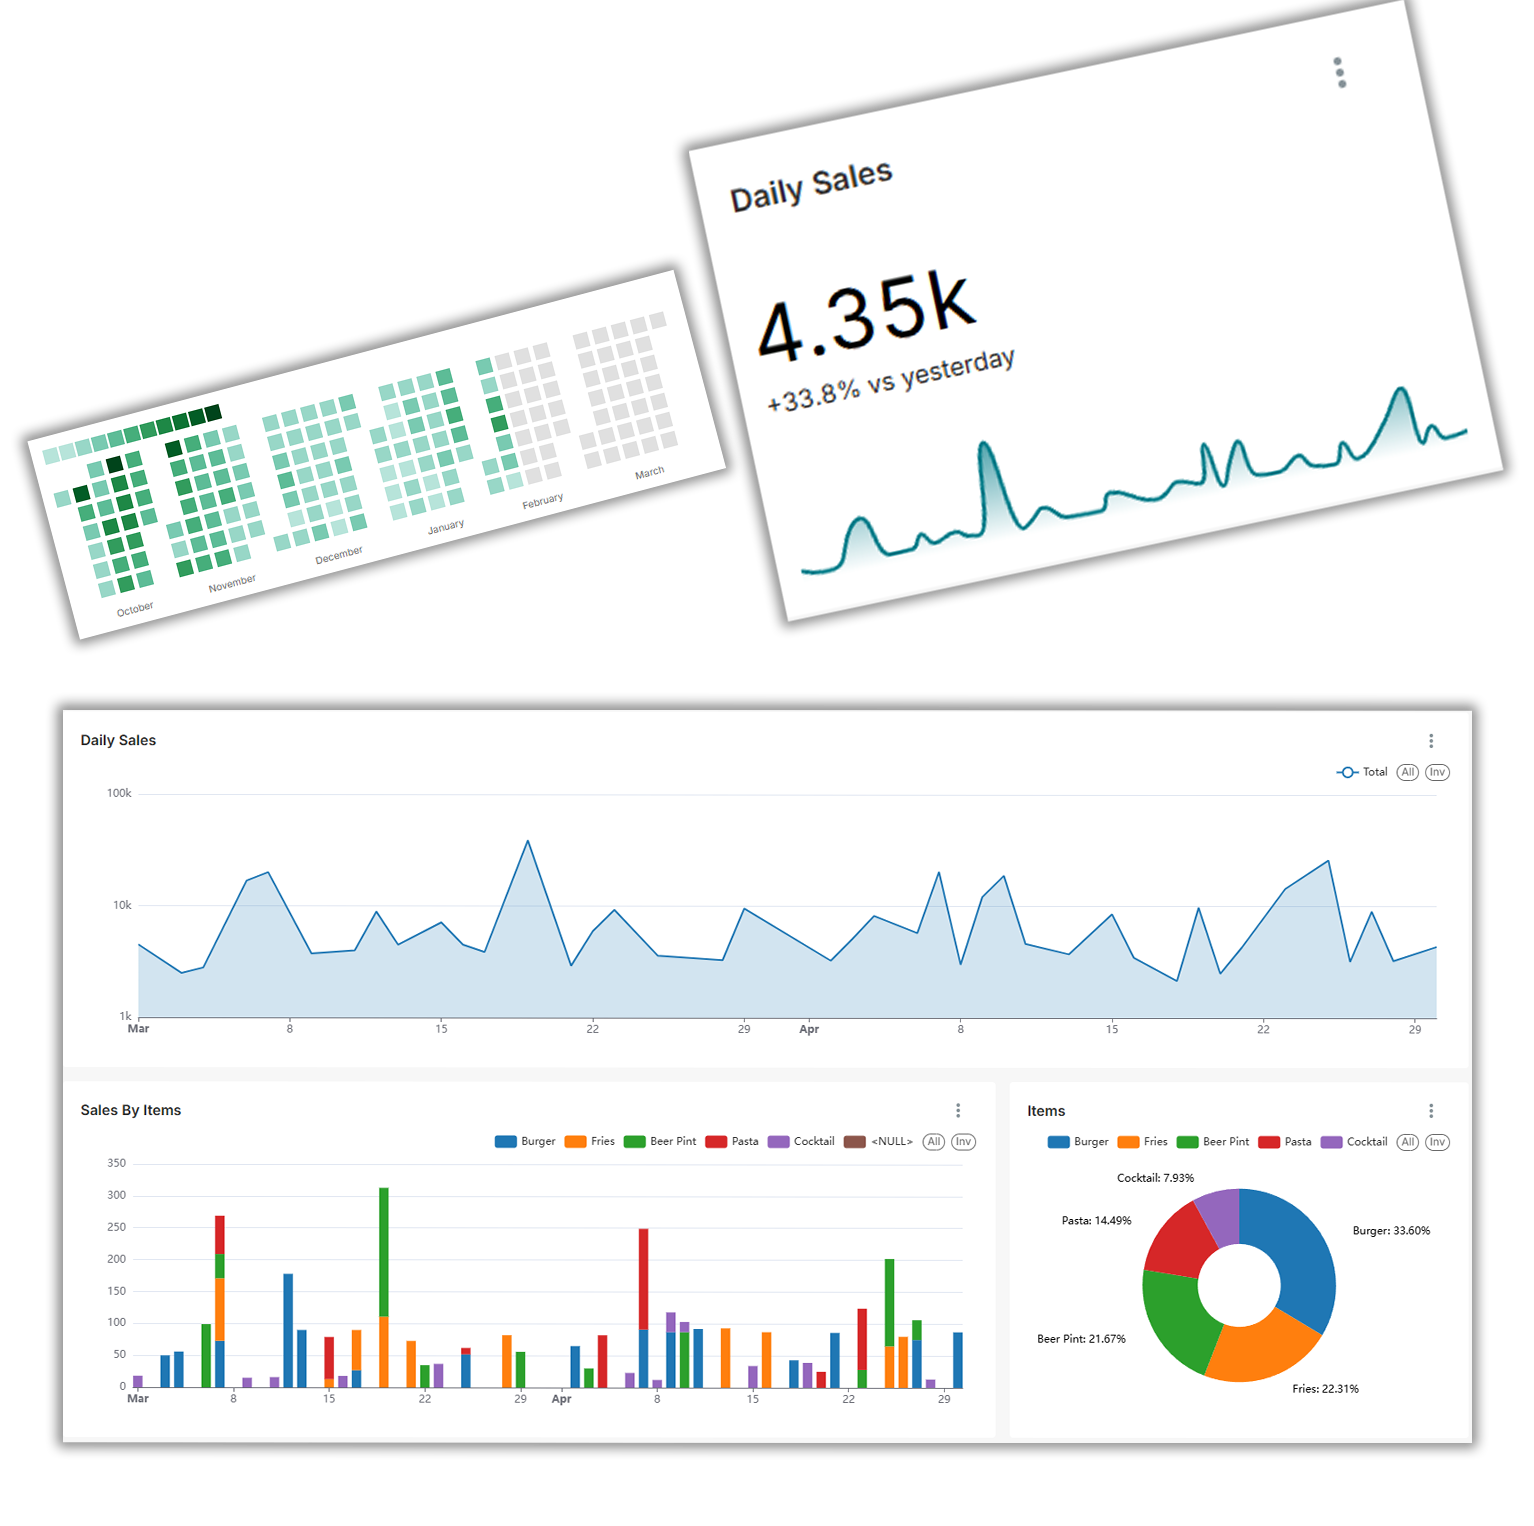 Daily Sales
4.35k
+33.8% vs yesterday
October
November
December
January
February
March
Daily Sales
Total All Inv
100k
10k
1k
Mar 8 15 22 29 Apr 8 15 22 29
Sales By Items
Burger Fries Beer Pint Pasta Cocktail <NULL> All Inv
350
300
250
200
150
100
50
0
Mar 8 15 22 29 Apr 8 15 22 29
Items
Burger Fries Beer Pint Pasta Cocktail All Inv
Cocktail: 7.93%
Pasta: 14.49%
Burger: 33.60%
Beer Pint: 21.67%
Fries: 22.31%